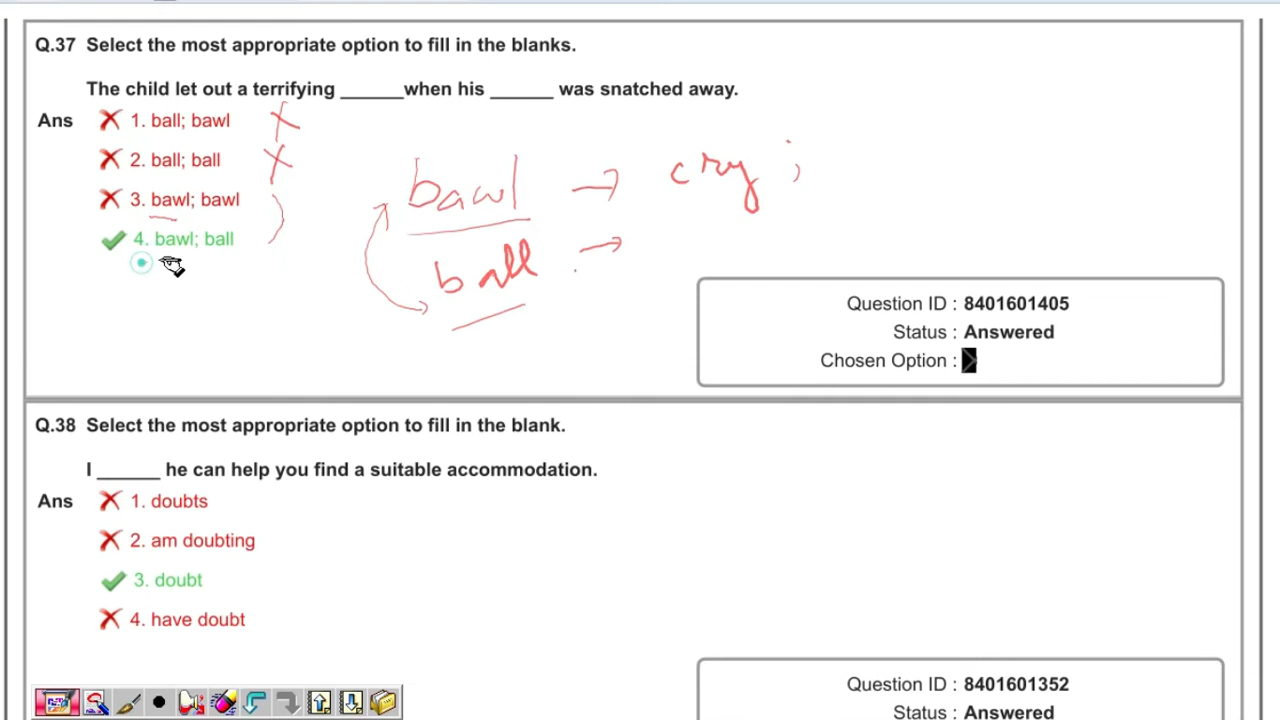 Q.37 Select the most appropriate option to fill in the blanks.
The child let out a terrifying ______when his ______ was snatched away.
Ans 1. ball; bawl
2. ball; ball
3. bawl; bawl
4. bawl; ball
bawl → cry ;
ball →
Question ID : 8401601405
Status : Answered
Chosen Option :
Q.38 Select the most appropriate option to fill in the blank.
I ______ he can help you find a suitable accommodation.
Ans 1. doubts
2. am doubting
3. doubt
4. have doubt
Question ID : 8401601352
Status : Answered